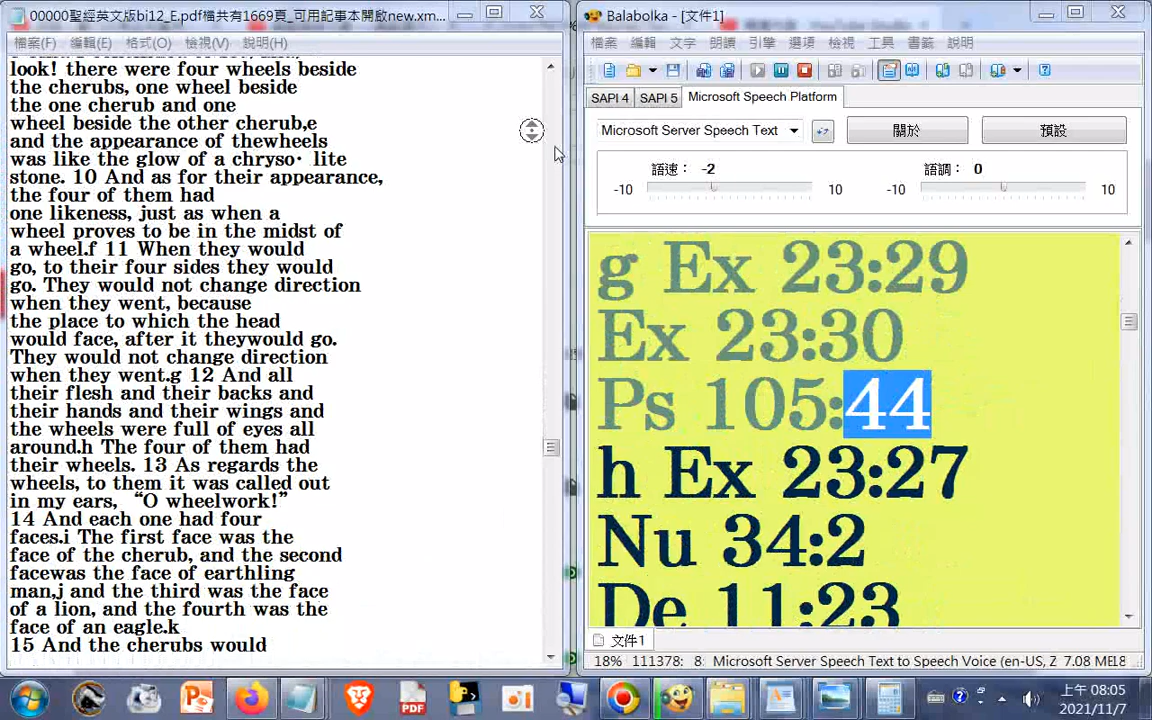 00000聖經英文版bi12_E.pdf檔共有1669頁_可用記事本開啟new.xm...
檔案(F) 編輯(E) 格式(O) 檢視(V) 說明(H)
look! there were four wheels beside
the cherubs, one wheel beside
the one cherub and one
wheel beside the other cherub,e
and the appearance of thewheels
was like the glow of a chryso· lite
stone. 10 And as for their appearance,
the four of them had
one likeness, just as when a
wheel proves to be in the midst of
a wheel.f 11 When they would
go, to their four sides they would
go. They would not change direction
when they went, because
the place to which the head
would face, after it theywould go.
They would not change direction
when they went.g 12 And all
their flesh and their backs and
their hands and their wings and
the wheels were full of eyes all
around.h The four of them had
their wheels. 13 As regards the
wheels, to them it was called out
in my ears, “O wheelwork!”
14 And each one had four
faces.i The first face was the
face of the cherub, and the second
facewas the face of earthling
man,j and the third was the face
of a lion, and the fourth was the
face of an eagle.k
15 And the cherubs would
Balabolka - [文件1]
檔案 編輯 文字 朗讀 引擎 選項 檢視 工具 書籤 說明
SAPI 4 SAPI 5 Microsoft Speech Platform
Microsoft Server Speech Text 關於 預設
語速： -2 語調： 0
-10 10 -10 10
g Ex 23:29
Ex 23:30
Ps 105:44
h Ex 23:27
Nu 34:2
De 11:23
文件1
18% 111378: 8: Microsoft Server Speech Text to Speech Voice (en-US, Z 7.08 MEL8
PDF
上午 08:05
2021/11/7